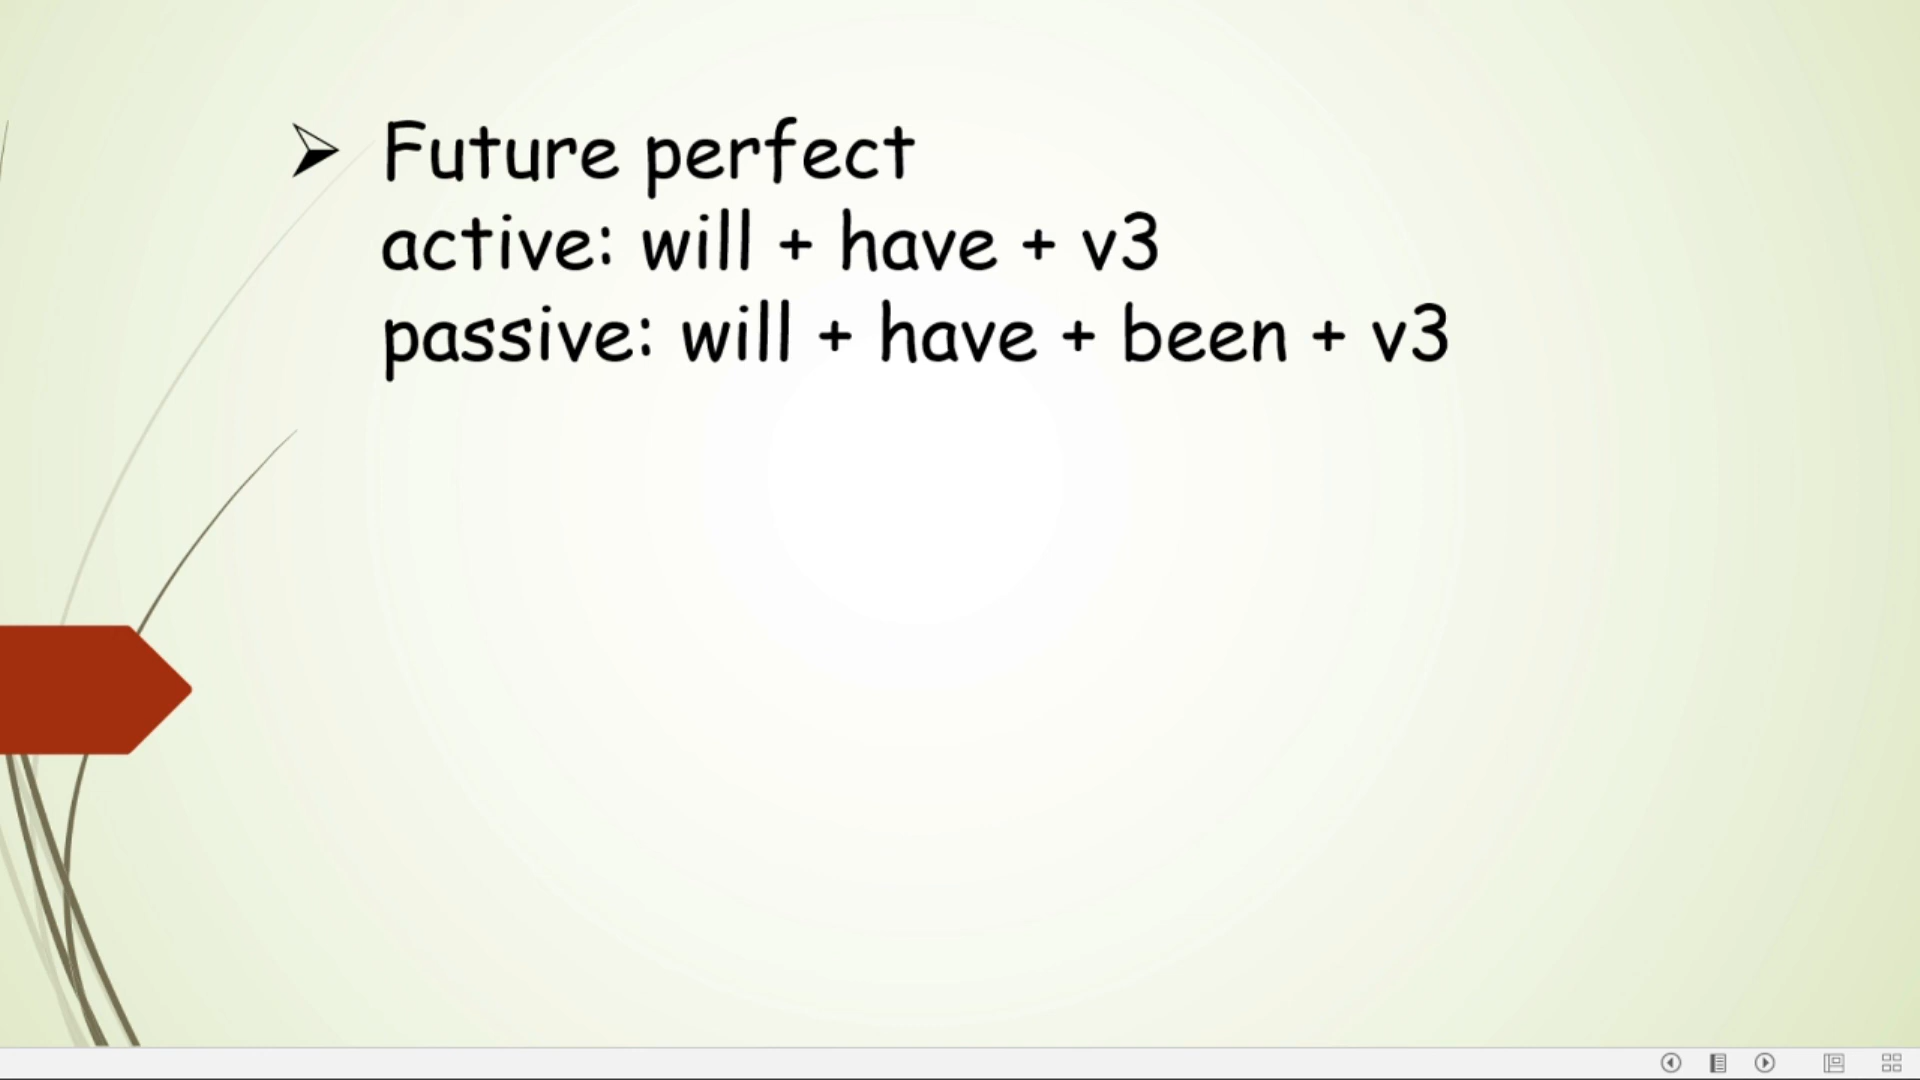 Future perfect
active: will + have + v3
passive: will + have + been + v3